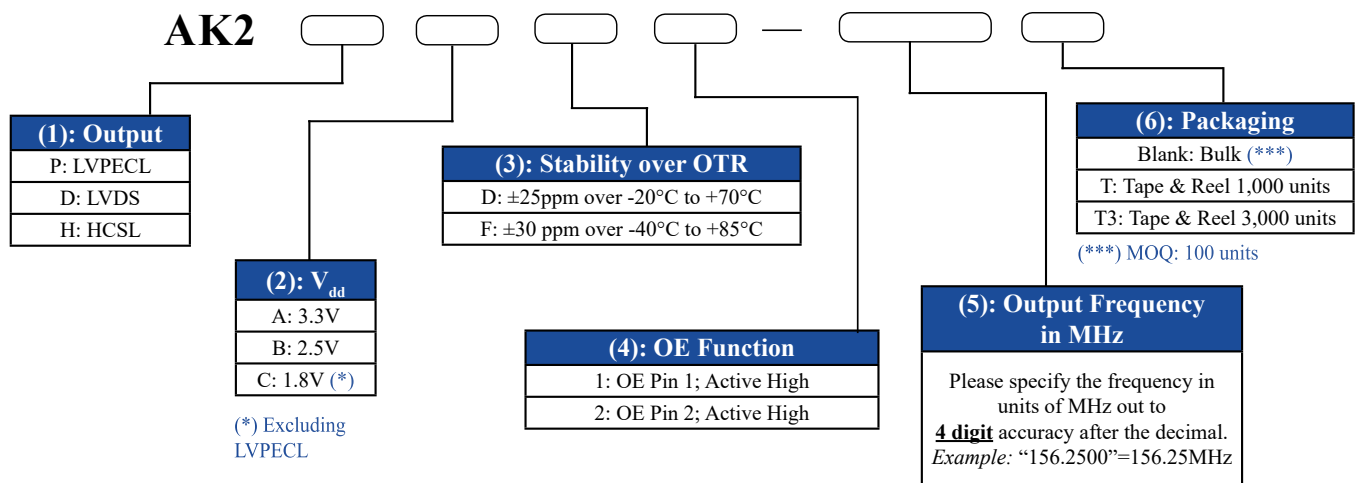 AK2 —
(1): Output
P: LVPECL
D: LVDS
H: HCSL
(2): Vdd
A: 3.3V
B: 2.5V
C: 1.8V (*)
(*) Excluding
LVPECL
(3): Stability over OTR
D: ±25ppm over -20°C to +70°C
F: ±30 ppm over -40°C to +85°C
(4): OE Function
1: OE Pin 1; Active High
2: OE Pin 2; Active High
(5): Output Frequency
in MHz
Please specify the frequency in
units of MHz out to
4 digit accuracy after the decimal.
Example: “156.2500”=156.25MHz
(6): Packaging
Blank: Bulk (***)
T: Tape & Reel 1,000 units
T3: Tape & Reel 3,000 units
(***) MOQ: 100 units